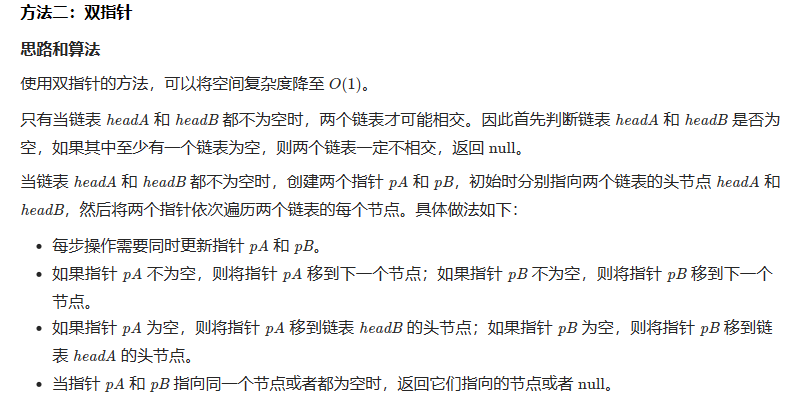 方法二：双指针
思路和算法
使用双指针的方法，可以将空间复杂度降至 O(1)。
只有当链表 headA 和 headB 都不为空时，两个链表才可能相交。因此首先判断链表 headA 和 headB 是否为
空，如果其中至少有一个链表为空，则两个链表一定不相交，返回 null。
当链表 headA 和 headB 都不为空时，创建两个指针 pA 和 pB，初始时分别指向两个链表的头节点 headA 和
headB，然后将两个指针依次遍历两个链表的每个节点。具体做法如下：
• 每步操作需要同时更新指针 pA 和 pB。
• 如果指针 pA 不为空，则将指针 pA 移到下一个节点；如果指针 pB 不为空，则将指针 pB 移到下一个
节点。
• 如果指针 pA 为空，则将指针 pA 移到链表 headB 的头节点；如果指针 pB 为空，则将指针 pB 移到链
表 headA 的头节点。
• 当指针 pA 和 pB 指向同一个节点或者都为空时，返回它们指向的节点或者 null。